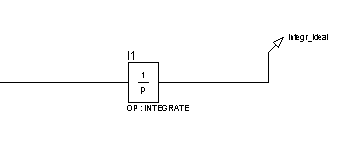 Integr_Ideal
I1
1
p
OP : INTEGRATE